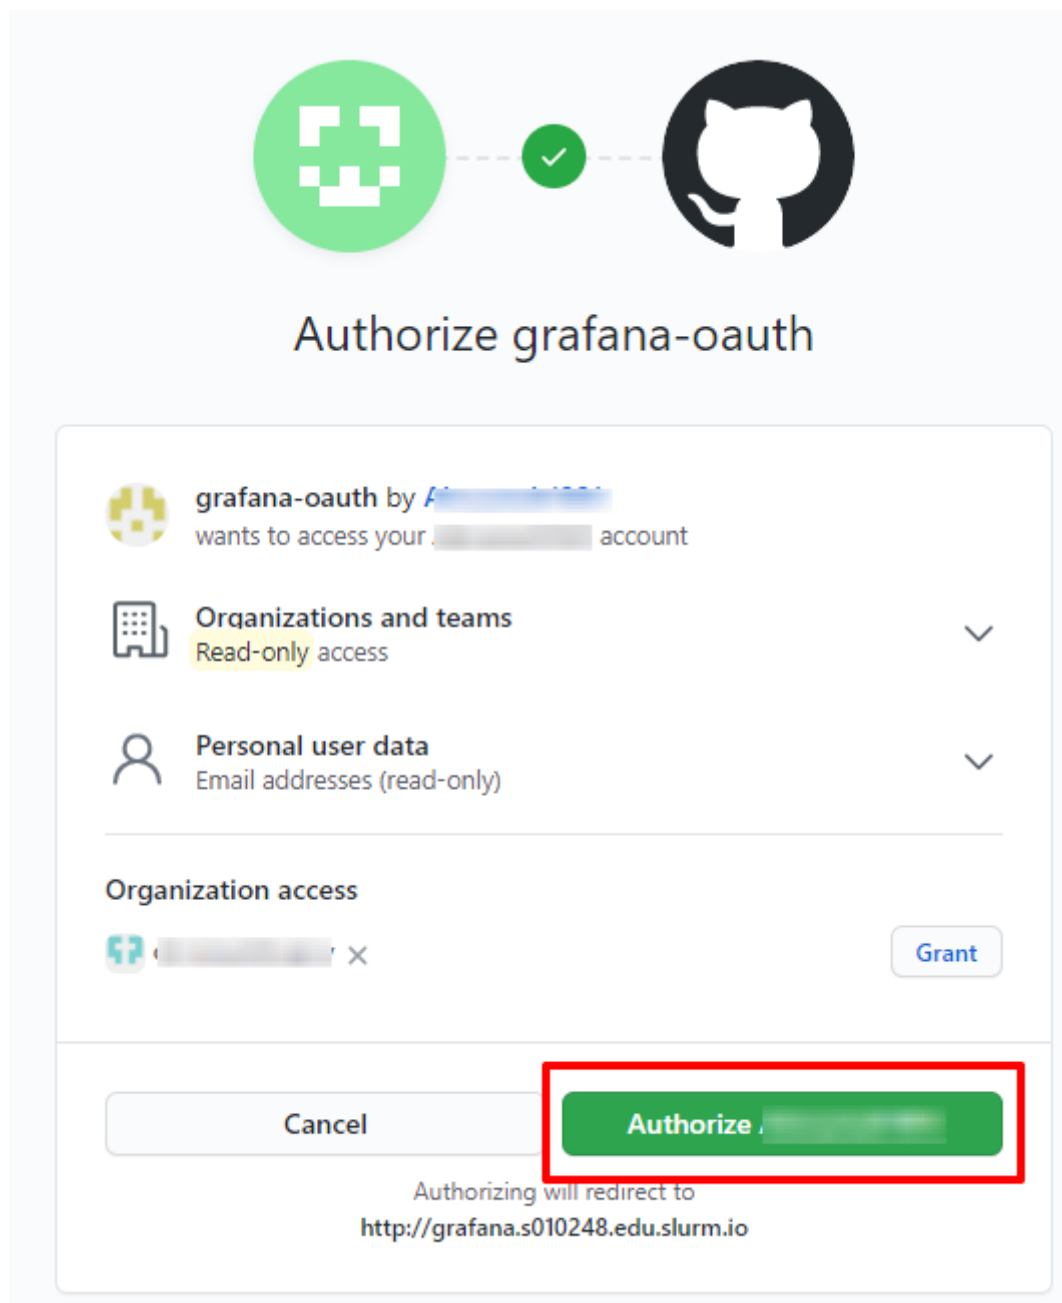 Authorize grafana-oauth
grafana-oauth by
wants to access your account
Organizations and teams
Read-only access
Personal user data
Email addresses (read-only)
Organization access
Grant
Cancel
Authorize
Authorizing will redirect to
http://grafana.s010248.edu.slurm.io